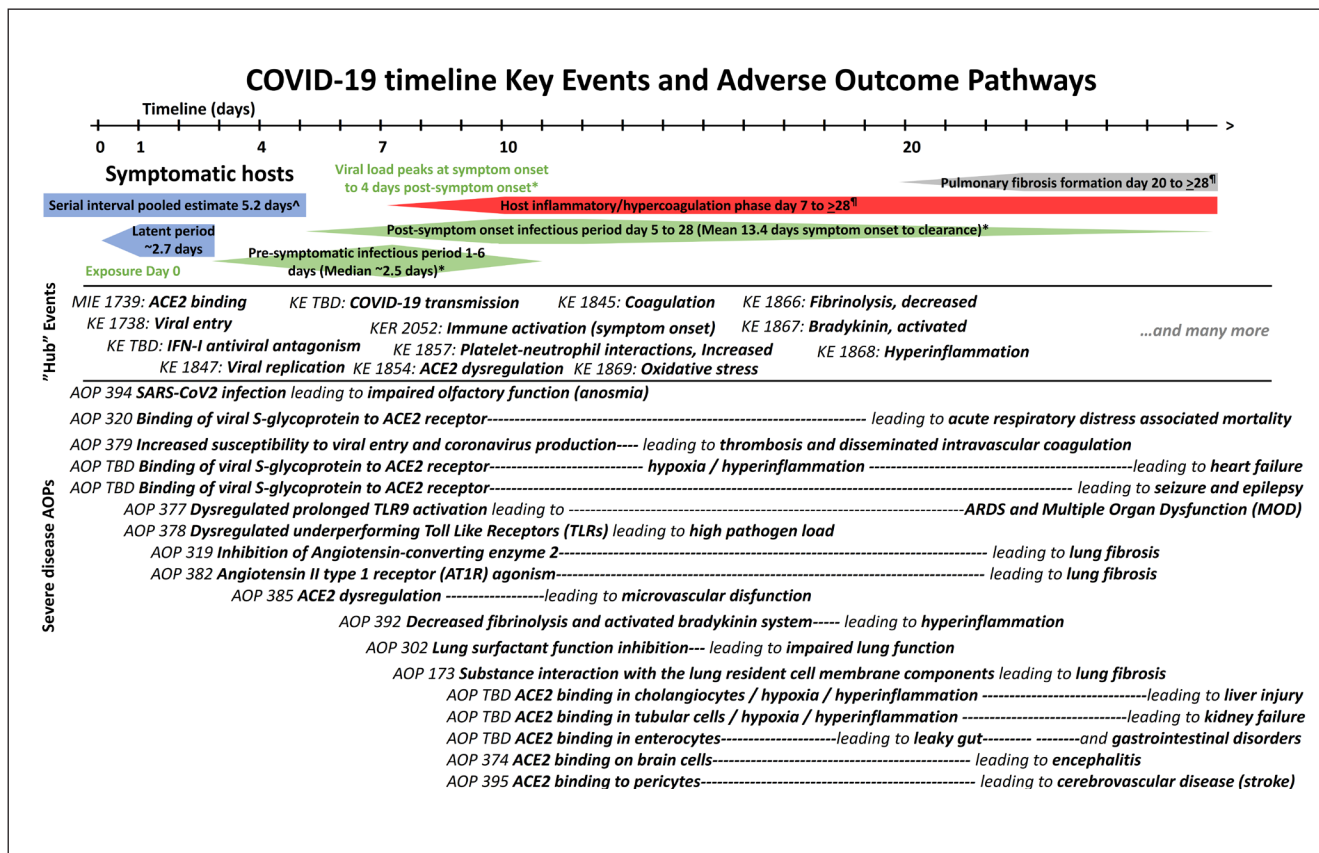 COVID-19 timeline Key Events and Adverse Outcome Pathways
Timeline (days)
>
0 1 4 7 10 20
Symptomatic hosts
Viral load peaks at symptom onset
to 4 days post-symptom onset*
Pulmonary fibrosis formation day 20 to ≥28¶
Serial interval pooled estimate 5.2 days^
Host inflammatory/hypercoagulation phase day 7 to ≥28¶
Latent period
~2.7 days
Post-symptom onset infectious period day 5 to 28 (Mean 13.4 days symptom onset to clearance)*
Pre-symptomatic infectious period 1-6
days (Median ~2.5 days)*
Exposure Day 0
"Hub" Events
MIE 1739: ACE2 binding
KE TBD: COVID-19 transmission
KE 1845: Coagulation
KE 1866: Fibrinolysis, decreased
KE 1738: Viral entry
KER 2052: Immune activation (symptom onset)
KE 1867: Bradykinin, activated
...and many more
KE TBD: IFN-I antiviral antagonism
KE 1857: Platelet-neutrophil interactions, Increased
KE 1868: Hyperinflammation
KE 1847: Viral replication
KE 1854: ACE2 dysregulation
KE 1869: Oxidative stress
Severe disease AOPs
AOP 394 SARS-CoV2 infection leading to impaired olfactory function (anosmia)
AOP 320 Binding of viral S-glycoprotein to ACE2 receptor---------------------------------------------------------- leading to acute respiratory distress associated mortality
AOP 379 Increased susceptibility to viral entry and coronavirus production---- leading to thrombosis and disseminated intravascular coagulation
AOP TBD Binding of viral S-glycoprotein to ACE2 receptor------------------------ hypoxia / hyperinflammation ----------------------------------------leading to heart failure
AOP TBD Binding of viral S-glycoprotein to ACE2 receptor------------------------------------------------------------------------------------------ leading to seizure and epilepsy
AOP 377 Dysregulated prolonged TLR9 activation leading to -------------------------------------------------------------ARDS and Multiple Organ Dysfunction (MOD)
AOP 378 Dysregulated underperforming Toll Like Receptors (TLRs) leading to high pathogen load
AOP 319 Inhibition of Angiotensin-converting enzyme 2------------------------------------------------------------------ leading to lung fibrosis
AOP 382 Angiotensin II type 1 receptor (AT1R) agonism------------------------------------------------------------------ leading to lung fibrosis
AOP 385 ACE2 dysregulation ---------------leading to microvascular disfunction
AOP 392 Decreased fibrinolysis and activated bradykinin system----- leading to hyperinflammation
AOP 302 Lung surfactant function inhibition--- leading to impaired lung function
AOP 173 Substance interaction with the lung resident cell membrane components leading to lung fibrosis
AOP TBD ACE2 binding in cholangiocytes / hypoxia / hyperinflammation -------------------------leading to liver injury
AOP TBD ACE2 binding in tubular cells / hypoxia / hyperinflammation -------------------------leading to kidney failure
AOP TBD ACE2 binding in enterocytes------------------leading to leaky gut--------- --------and gastrointestinal disorders
AOP 374 ACE2 binding on brain cells---------------------------------------- leading to encephalitis
AOP 395 ACE2 binding to pericytes------------------------------------------ leading to cerebrovascular disease (stroke)